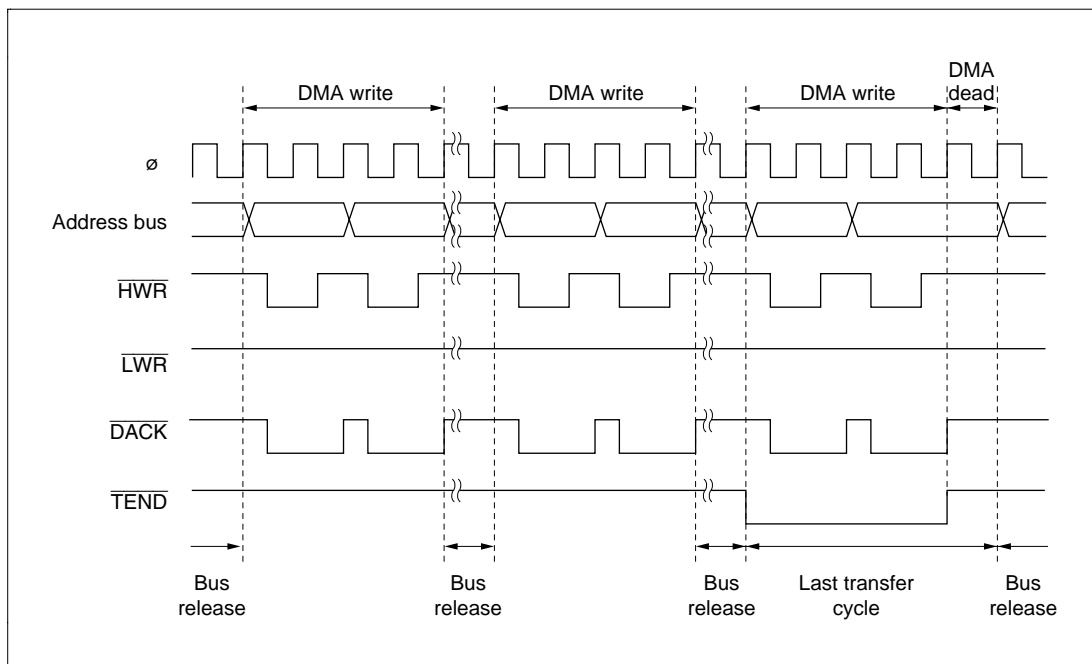 DMA
DMA write DMA write DMA write dead
ø
Address bus
HWR
LWR
DACK
TEND
Bus Bus Bus Last transfer Bus
release release release cycle release